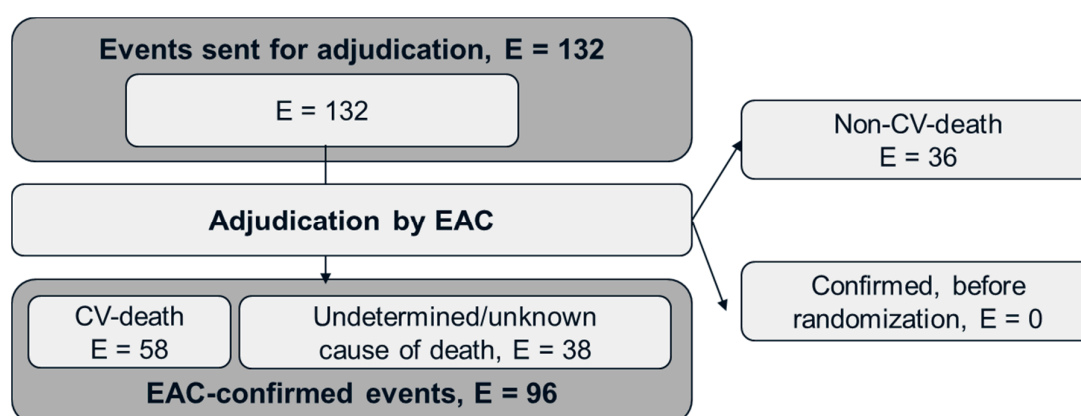 Events sent for adjudication, E = 132
E = 132
Adjudication by EAC
Non-CV-death
E = 36
Confirmed, before
randomization, E = 0
CV-death
E = 58
Undetermined/unknown
cause of death, E = 38
EAC-confirmed events, E = 96